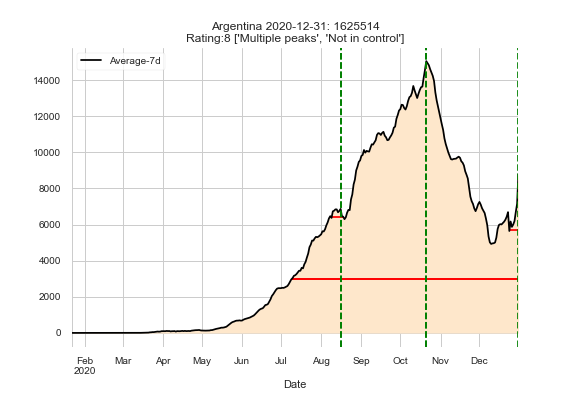 Argentina 2020-12-31: 1625514
Rating:8 ['Multiple peaks', 'Not in control']
Average-7d
14000
12000
10000
8000
6000
4000
2000
0
Feb Mar Apr May Jun Jul Aug Sep Oct Nov Dec
2020
Date